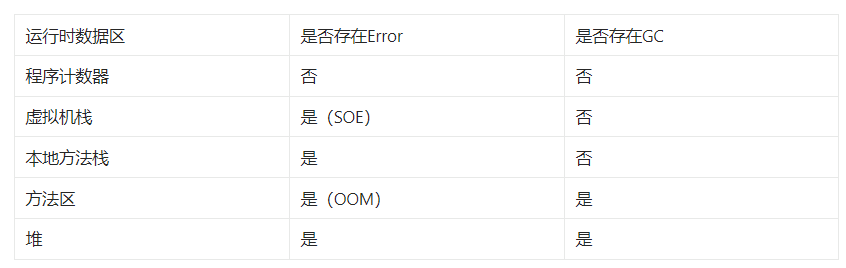 运行时数据区 是否存在Error 是否存在GC
程序计数器 否 否
虚拟机栈 是（SOE） 否
本地方法栈 是 否
方法区 是（OOM） 是
堆 是 是